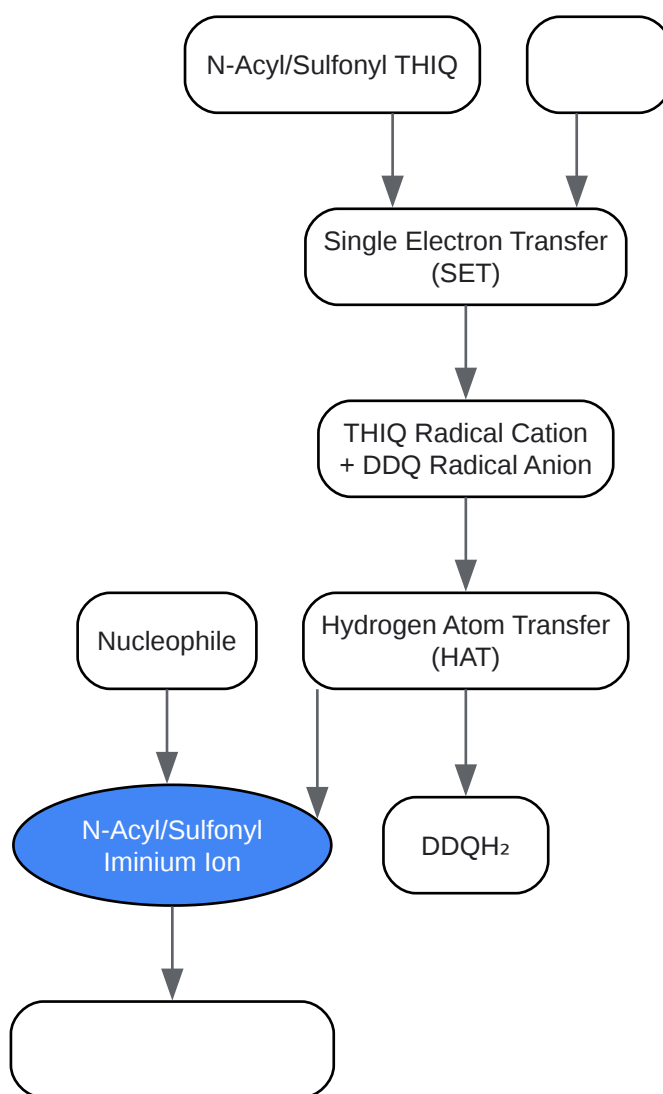 N-Acyl/Sulfonyl THIQ
Single Electron Transfer
(SET)
THIQ Radical Cation
+ DDQ Radical Anion
Nucleophile
Hydrogen Atom Transfer
(HAT)
N-Acyl/Sulfonyl
Iminium Ion
DDQH₂